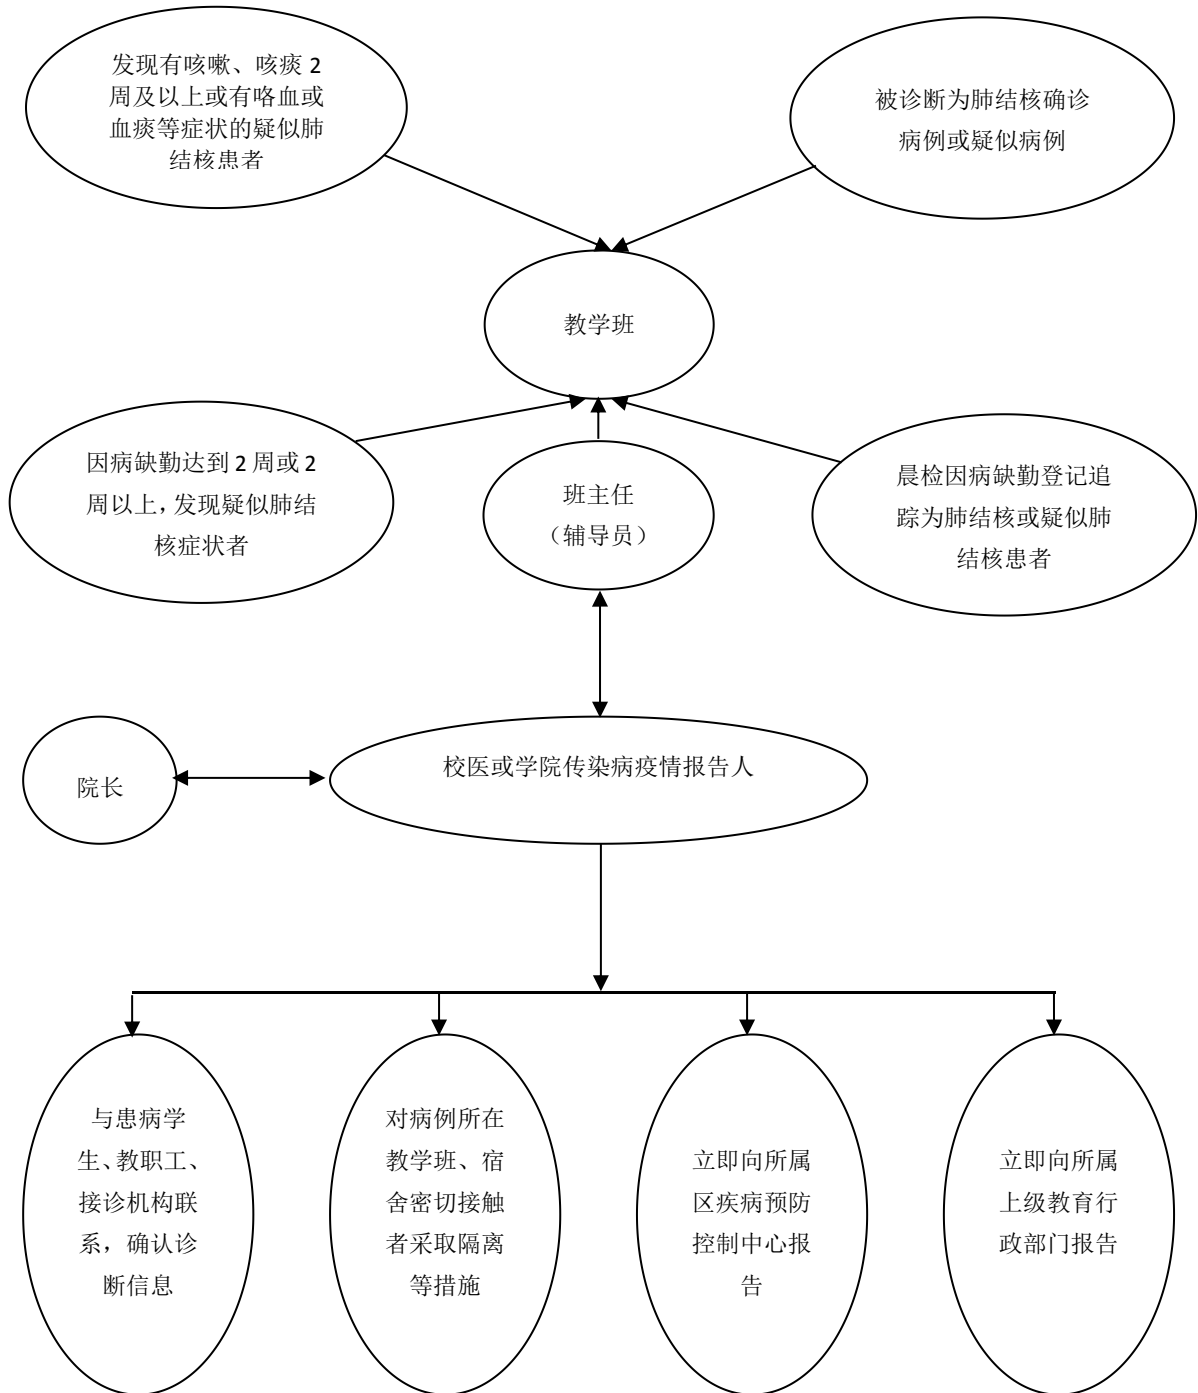 发现有咳嗽、咳痰 2
周及以上或有咯血或
血痰等症状的疑似肺
结核患者
被诊断为肺结核确诊
病例或疑似病例
教学班
因病缺勤达到 2 周或 2
周以上，发现疑似肺结
核症状者
班主任
（辅导员）
晨检因病缺勤登记追
踪为肺结核或疑似肺
结核患者
院长
校医或学院传染病疫情报告人
与患病学
生、教职工、
接诊机构联
系，确认诊
断信息
对病例所在
教学班、宿
舍密切接触
者采取隔离
等措施
立即向所属
区疾病预防
控制中心报
告
立即向所属
上级教育行
政部门报告